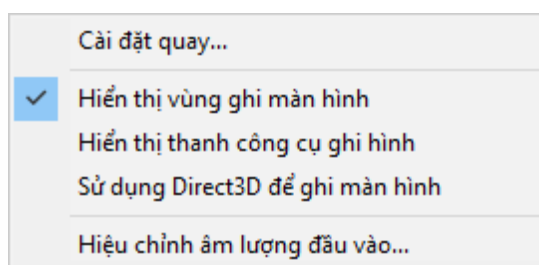 Cài đặt quay...
Hiển thị vùng ghi màn hình
Hiển thị thanh công cụ ghi hình
Sử dụng Direct3D để ghi màn hình
Hiệu chỉnh âm lượng đầu vào...